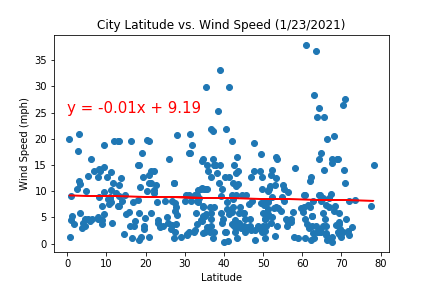 City Latitude vs. Wind Speed (1/23/2021)
35
30
25
20
15
10
5
0
y = -0.01x + 9.19
Wind Speed (mph)
0 10 20 30 40 50 60 70 80
Latitude